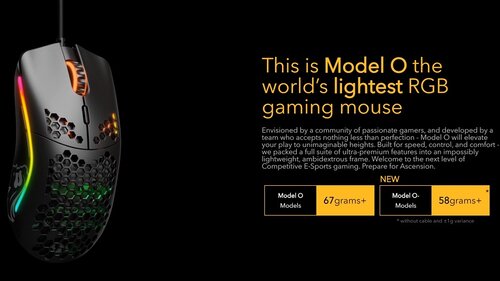 This is Model O the
world's lightest RGB
gaming mouse
Envisioned by a community of passionate gamers, and developed by a
team who accepts nothing less than perfection - Model O will elevate
your play to unimaginable heights. Built for speed, control, and comfort -
we packed a full suite of ultra-premium features into an impossibly
lightweight, ambidextrous frame. Welcome to the next level of
Competitive E-Sports gaming. Prepare for Ascension.
NEW
Model O
Models
67grams+
Model O-
Models
58grams+
*
* without cable and ±1g variance